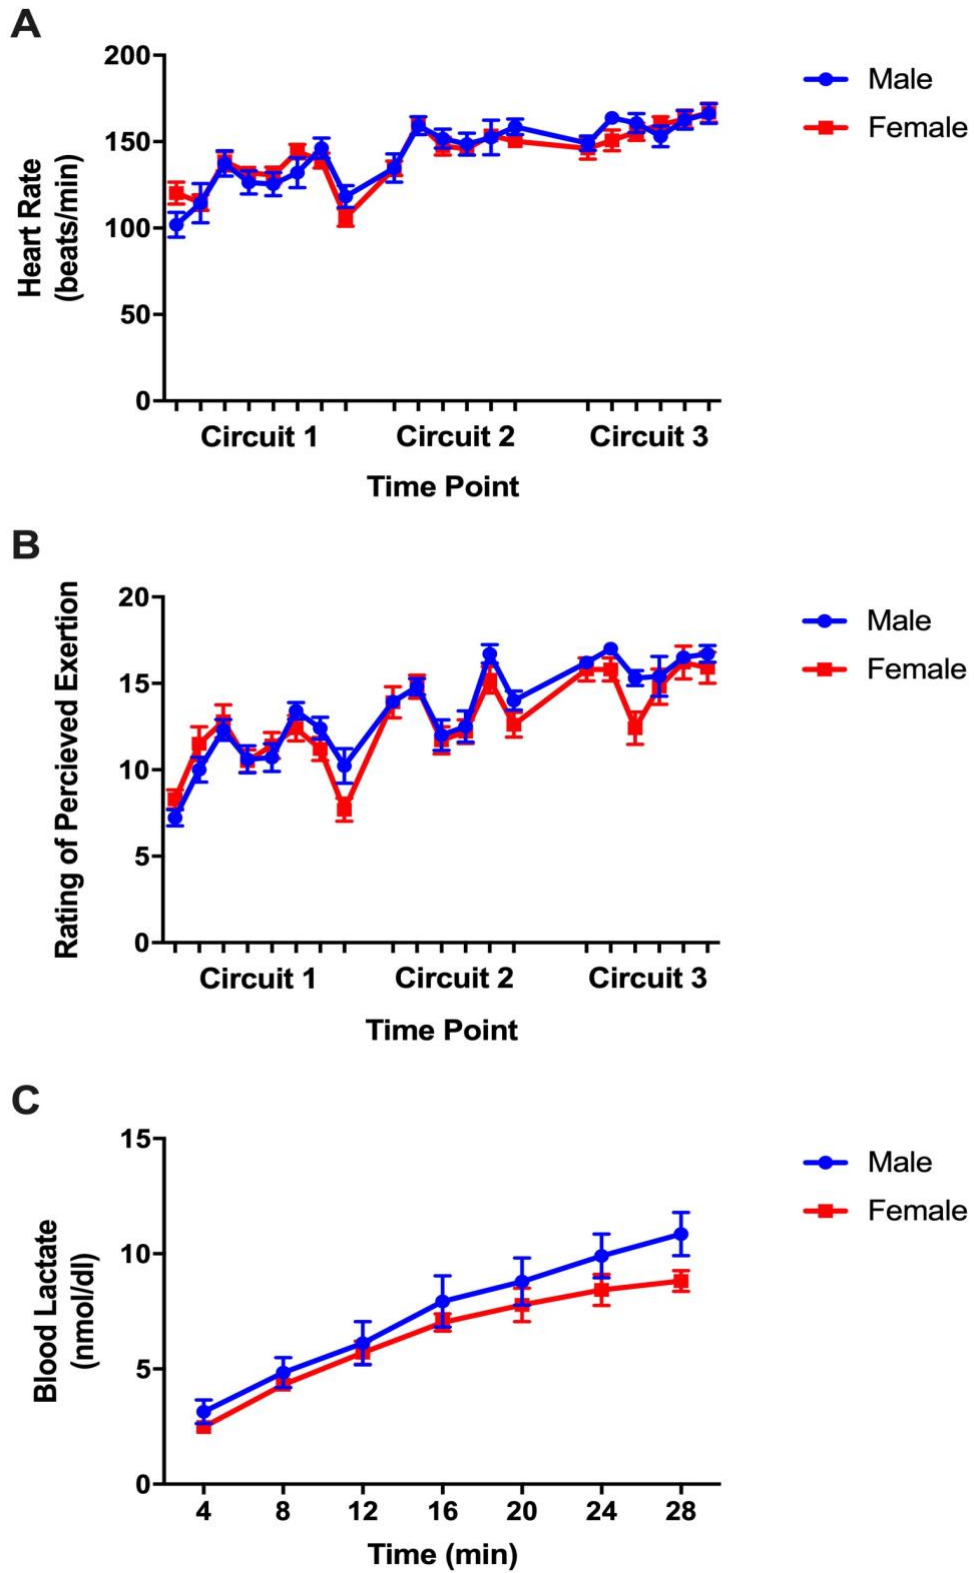 A
200
150
100
50
0
Heart Rate
(beats/min)
Male
Female
Circuit 1 Circuit 2 Circuit 3
Time Point
B
20
15
10
5
0
Rating of Percieved Exertion
Male
Female
Circuit 1 Circuit 2 Circuit 3
Time Point
C
15
10
5
0
Blood Lactate
(nmol/dl)
Male
Female
4 8 12 16 20 24 28
Time (min)